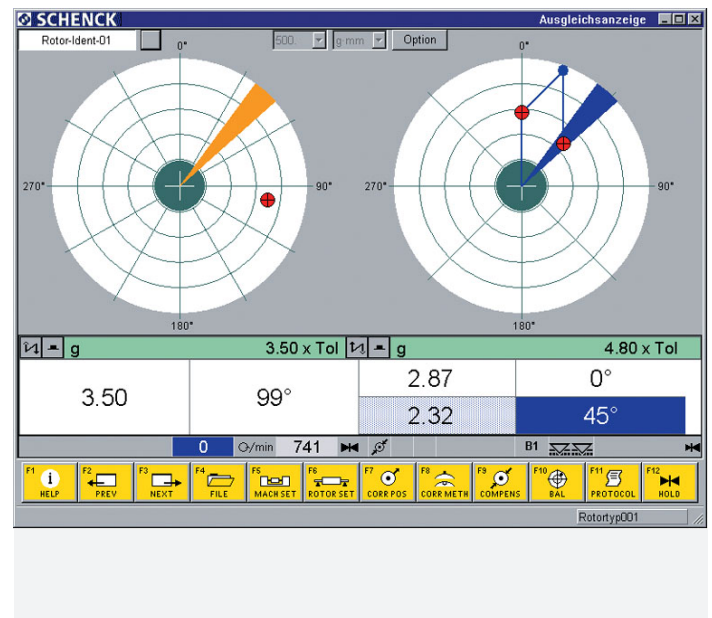 SCHENCK Ausgleichsanzeige
Rotor-Ident-01 500. g·mm Option
0° 0°
270° 90° 270° 90°
180° 180°
g 3.50 x Tol g 4.80 x Tol
3.50 99° 2.87 0°
2.32 45°
0 /min 741 B1
F1 F2 F3 F4 F5 F6 F7 F8 F9 F10 F11 F12
i
HELP PREV NEXT FILE MACH SET ROTOR SET CORR POS CORR METH COMPENS BAL PROTOCOL HOLD
Rotortyp001